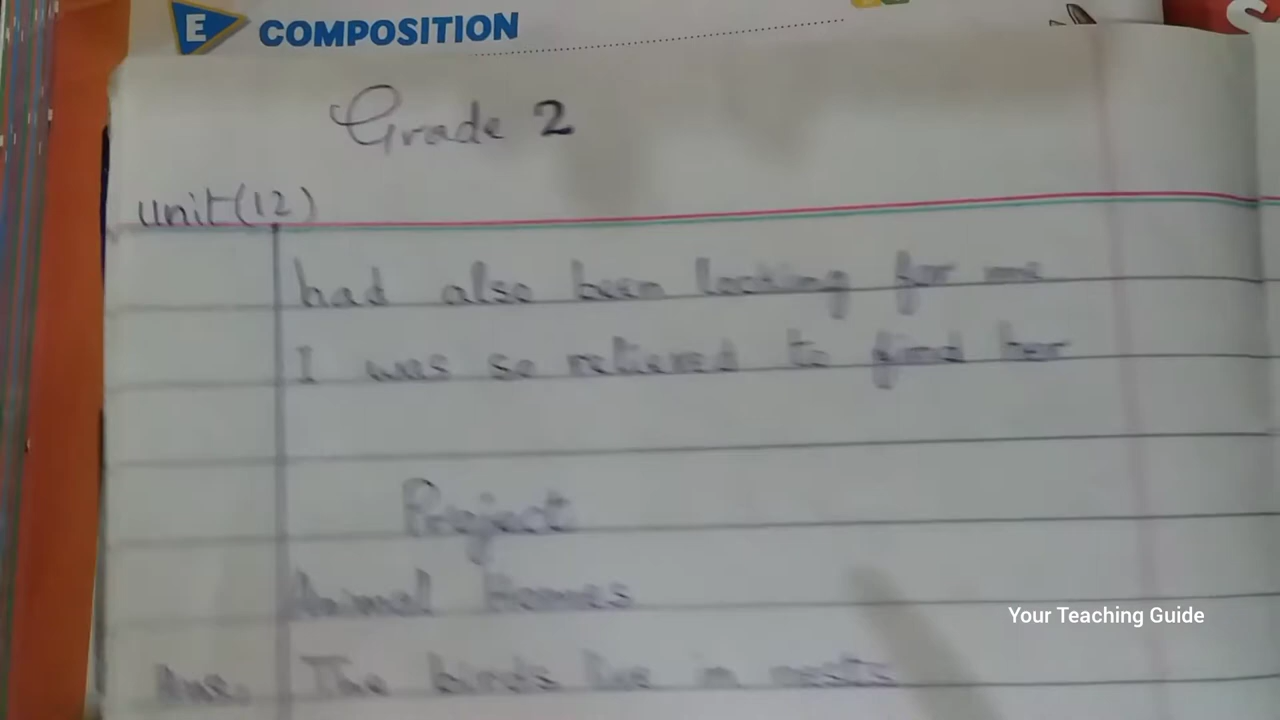 E COMPOSITION
Grade 2
unit(12)
had also been looking for me
I was so relieved to find her
Project
Animal Homes
Ans. The birds live in nests
Your Teaching Guide